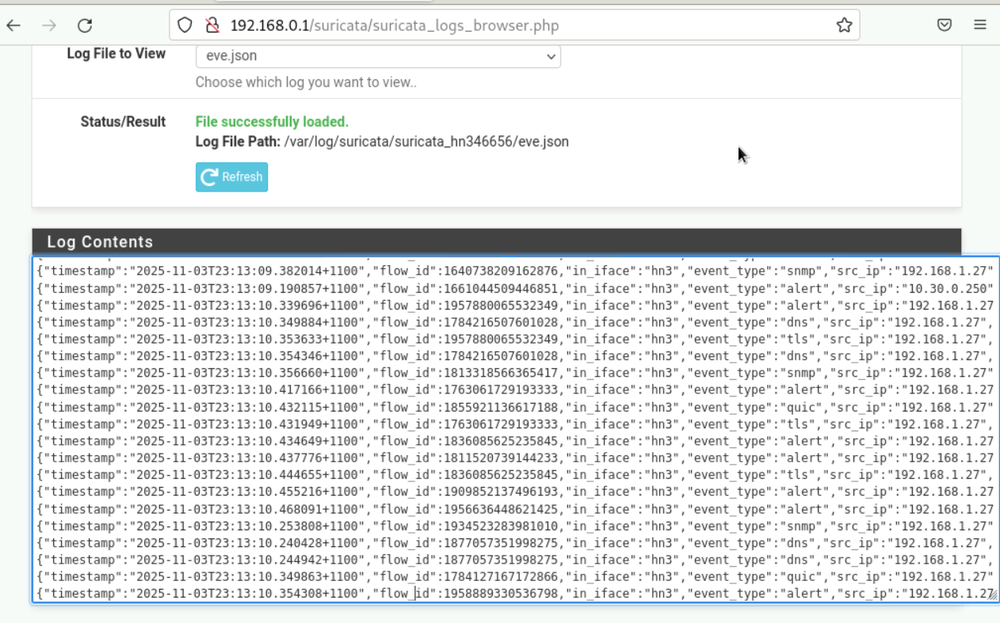 192.168.0.1/suricata/suricata_logs_browser.php
Log File to View
eve.json
Choose which log you want to view..
Status/Result
File successfully loaded.
Log File Path: /var/log/suricata/suricata_hn346656/eve.json
Refresh
Log Contents
{"timestamp":"2025-11-03T23:13:09.382014+1100","flow_id":1640738209162876,"in_iface":"hn3","event_type":"snmp","src_ip":"192.168.1.27"
{"timestamp":"2025-11-03T23:13:09.190857+1100","flow_id":1661044509446851,"in_iface":"hn3","event_type":"alert","src_ip":"10.30.0.250"
{"timestamp":"2025-11-03T23:13:10.339696+1100","flow_id":1957880065532349,"in_iface":"hn3","event_type":"alert","src_ip":"192.168.1.27
{"timestamp":"2025-11-03T23:13:10.349884+1100","flow_id":1784216507601028,"in_iface":"hn3","event_type":"dns","src_ip":"192.168.1.27",
{"timestamp":"2025-11-03T23:13:10.353633+1100","flow_id":1957880065532349,"in_iface":"hn3","event_type":"tls","src_ip":"192.168.1.27",
{"timestamp":"2025-11-03T23:13:10.354346+1100","flow_id":1784216507601028,"in_iface":"hn3","event_type":"dns","src_ip":"192.168.1.27",
{"timestamp":"2025-11-03T23:13:10.356660+1100","flow_id":1813318566365417,"in_iface":"hn3","event_type":"snmp","src_ip":"192.168.1.27"
{"timestamp":"2025-11-03T23:13:10.417166+1100","flow_id":1763061729193333,"in_iface":"hn3","event_type":"alert","src_ip":"192.168.1.27
{"timestamp":"2025-11-03T23:13:10.432115+1100","flow_id":1855921136617188,"in_iface":"hn3","event_type":"quic","src_ip":"192.168.1.27"
{"timestamp":"2025-11-03T23:13:10.431949+1100","flow_id":1763061729193333,"in_iface":"hn3","event_type":"tls","src_ip":"192.168.1.27",
{"timestamp":"2025-11-03T23:13:10.434649+1100","flow_id":1836085625235845,"in_iface":"hn3","event_type":"alert","src_ip":"192.168.1.27
{"timestamp":"2025-11-03T23:13:10.437776+1100","flow_id":1811520739144233,"in_iface":"hn3","event_type":"alert","src_ip":"192.168.1.27
{"timestamp":"2025-11-03T23:13:10.444655+1100","flow_id":1836085625235845,"in_iface":"hn3","event_type":"tls","src_ip":"192.168.1.27",
{"timestamp":"2025-11-03T23:13:10.455216+1100","flow_id":1909852137496193,"in_iface":"hn3","event_type":"alert","src_ip":"192.168.1.27
{"timestamp":"2025-11-03T23:13:10.468091+1100","flow_id":1956636448621425,"in_iface":"hn3","event_type":"alert","src_ip":"192.168.1.27
{"timestamp":"2025-11-03T23:13:10.253808+1100","flow_id":1934523283981010,"in_iface":"hn3","event_type":"snmp","src_ip":"192.168.1.27"
{"timestamp":"2025-11-03T23:13:10.240428+1100","flow_id":1877057351998275,"in_iface":"hn3","event_type":"dns","src_ip":"192.168.1.27",
{"timestamp":"2025-11-03T23:13:10.244942+1100","flow_id":1877057351998275,"in_iface":"hn3","event_type":"dns","src_ip":"192.168.1.27",
{"timestamp":"2025-11-03T23:13:10.349863+1100","flow_id":1784127167172866,"in_iface":"hn3","event_type":"quic","src_ip":"192.168.1.27"
{"timestamp":"2025-11-03T23:13:10.354308+1100","flow_id":1958889330536798,"in_iface":"hn3","event_type":"alert","src_ip":"192.168.1.27